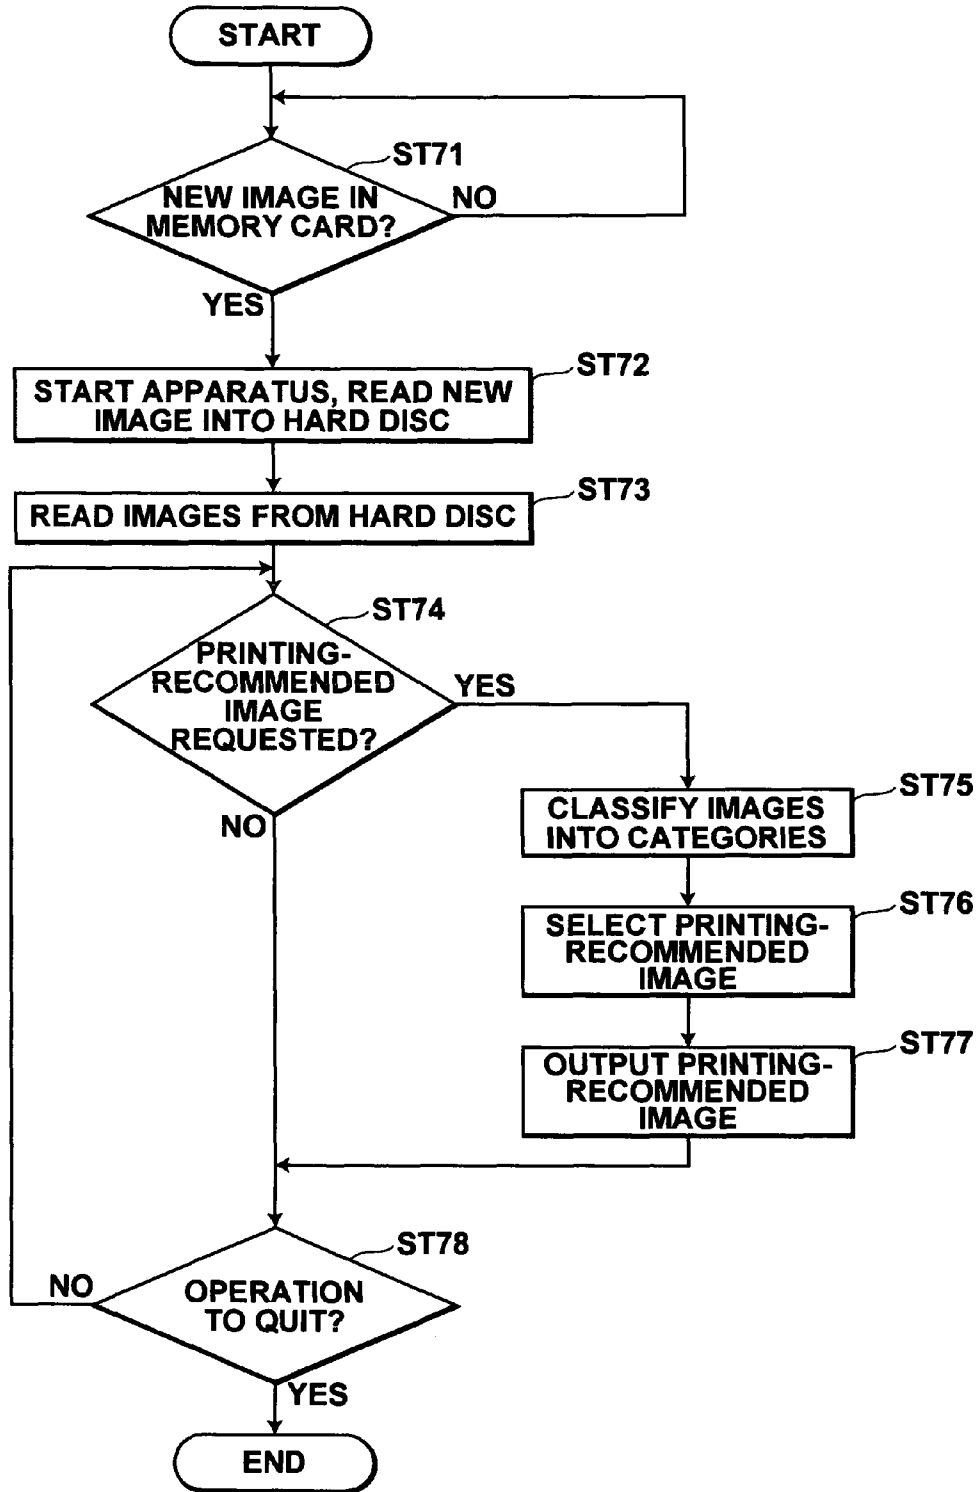 START
ST71
NEW IMAGE IN
MEMORY CARD?
NO
YES
ST72
START APPARATUS, READ NEW
IMAGE INTO HARD DISC
ST73
READ IMAGES FROM HARD DISC
ST74
PRINTING-
RECOMMENDED
IMAGE
REQUESTED?
YES
NO
ST75
CLASSIFY IMAGES
INTO CATEGORIES
ST76
SELECT PRINTING-
RECOMMENDED
IMAGE
ST77
OUTPUT PRINTING-
RECOMMENDED
IMAGE
ST78
OPERATION
TO QUIT?
NO
YES
END